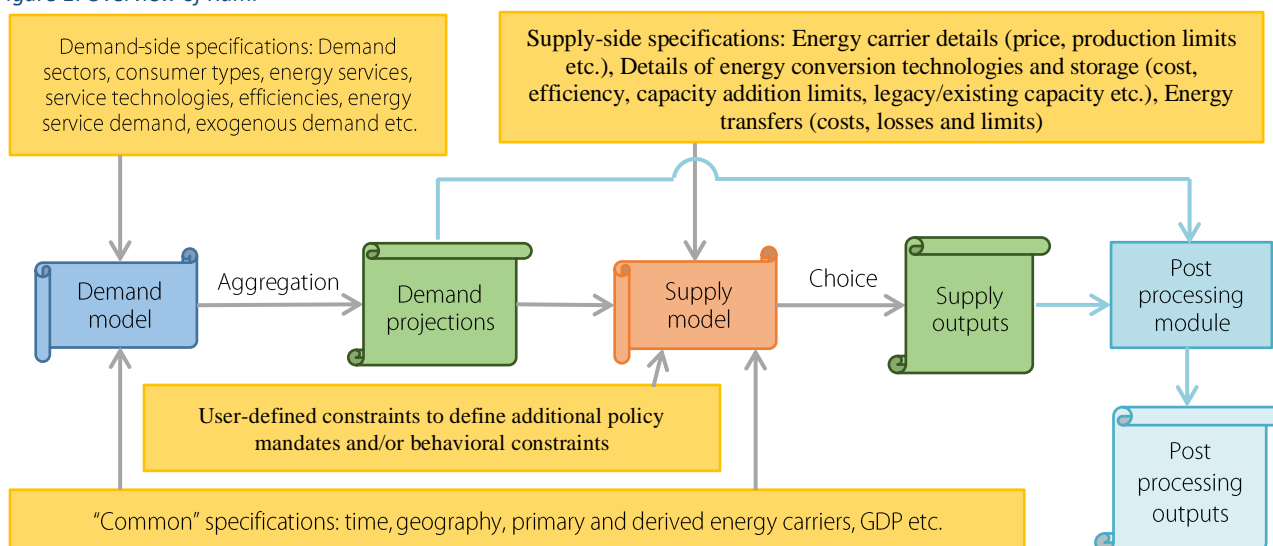 Demand-side specifications: Demand
sectors, consumer types, energy services,
service technologies, efficiencies, energy
service demand, exogenous demand etc.
Supply-side specifications: Energy carrier details (price, production limits
etc.), Details of energy conversion technologies and storage (cost,
efficiency, capacity addition limits, legacy/existing capacity etc.), Energy
transfers (costs, losses and limits)
Demand
model
Aggregation
Demand
projections
Supply
model
Choice
Supply
outputs
Post
processing
module
User-defined constraints to define additional policy
mandates and/or behavioral constraints
Post
processing
outputs
“Common” specifications: time, geography, primary and derived energy carriers, GDP etc.